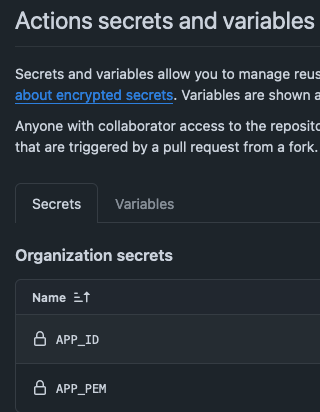 Actions secrets and variables
Secrets and variables allow you to manage
about encrypted secrets. Variables are shown
Anyone with collaborator access to the
that are triggered by a pull request from a fork.
Secrets Variables
Organization secrets
Name
APP_ID
APP_PEM